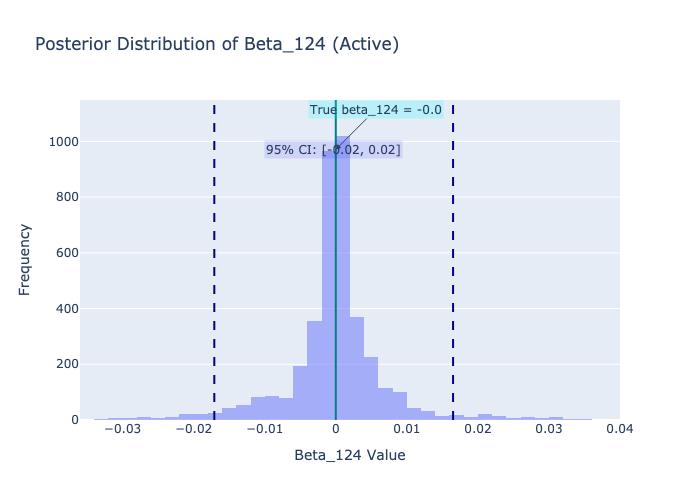 Posterior Distribution of Beta_124 (Active)
True beta_124 = -0.0
95% CI: [-0.02, 0.02]
1000
800
600
400
200
0
Frequency
−0.03
−0.02
−0.01
0
0.01
0.02
0.03
0.04
Beta_124 Value